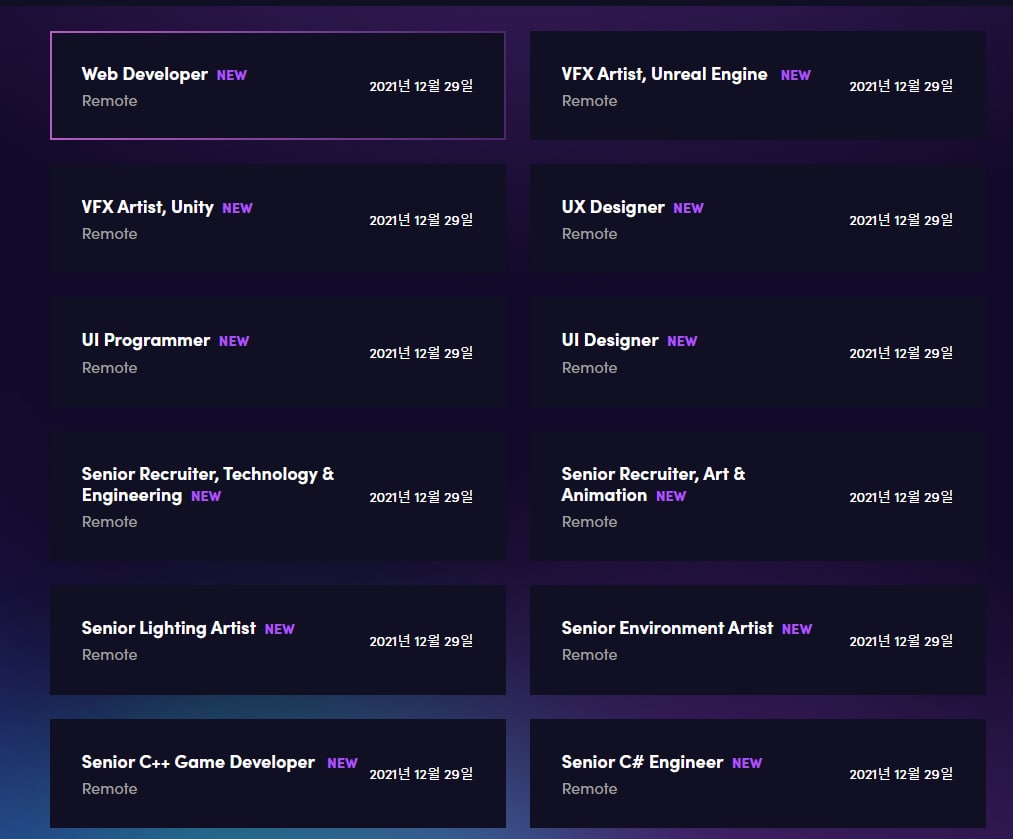 Web Developer NEW
Remote
2021년 12월 29일
VFX Artist, Unreal Engine NEW
Remote
2021년 12월 29일
VFX Artist, Unity NEW
Remote
2021년 12월 29일
UX Designer NEW
Remote
2021년 12월 29일
UI Programmer NEW
Remote
2021년 12월 29일
UI Designer NEW
Remote
2021년 12월 29일
Senior Recruiter, Technology &
Engineering NEW
Remote
2021년 12월 29일
Senior Recruiter, Art &
Animation NEW
Remote
2021년 12월 29일
Senior Lighting Artist NEW
Remote
2021년 12월 29일
Senior Environment Artist NEW
Remote
2021년 12월 29일
Senior C++ Game Developer NEW
Remote
2021년 12월 29일
Senior C# Engineer NEW
Remote
2021년 12월 29일